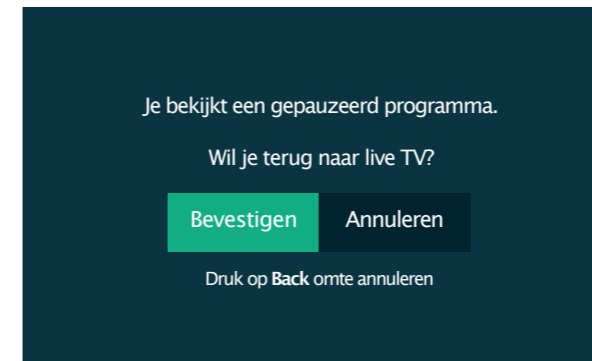 Je bekijkt een gepauzeerd programma.
Wil je terug naar live TV?
Bevestigen Annuleren
Druk op Back omte annuleren